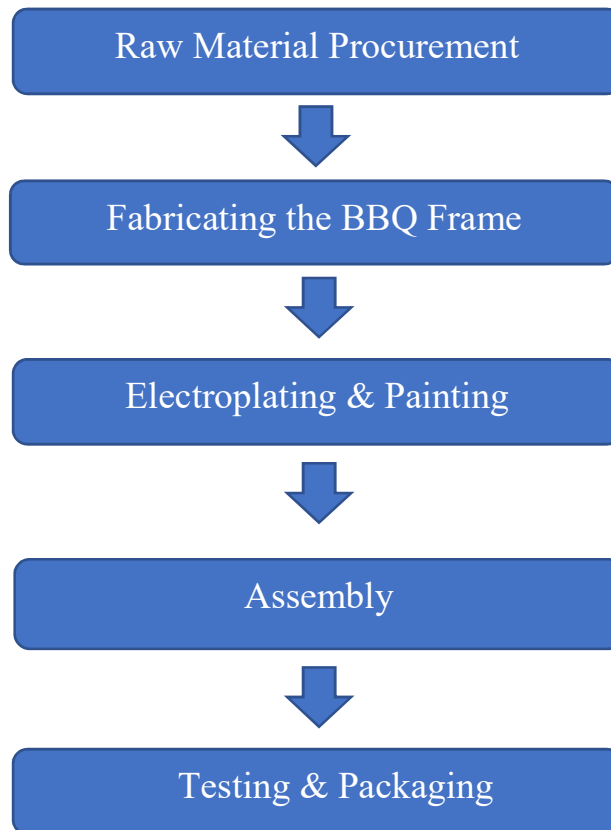 Raw Material Procurement
Fabricating the BBQ Frame
Electroplating & Painting
Assembly
Testing & Packaging